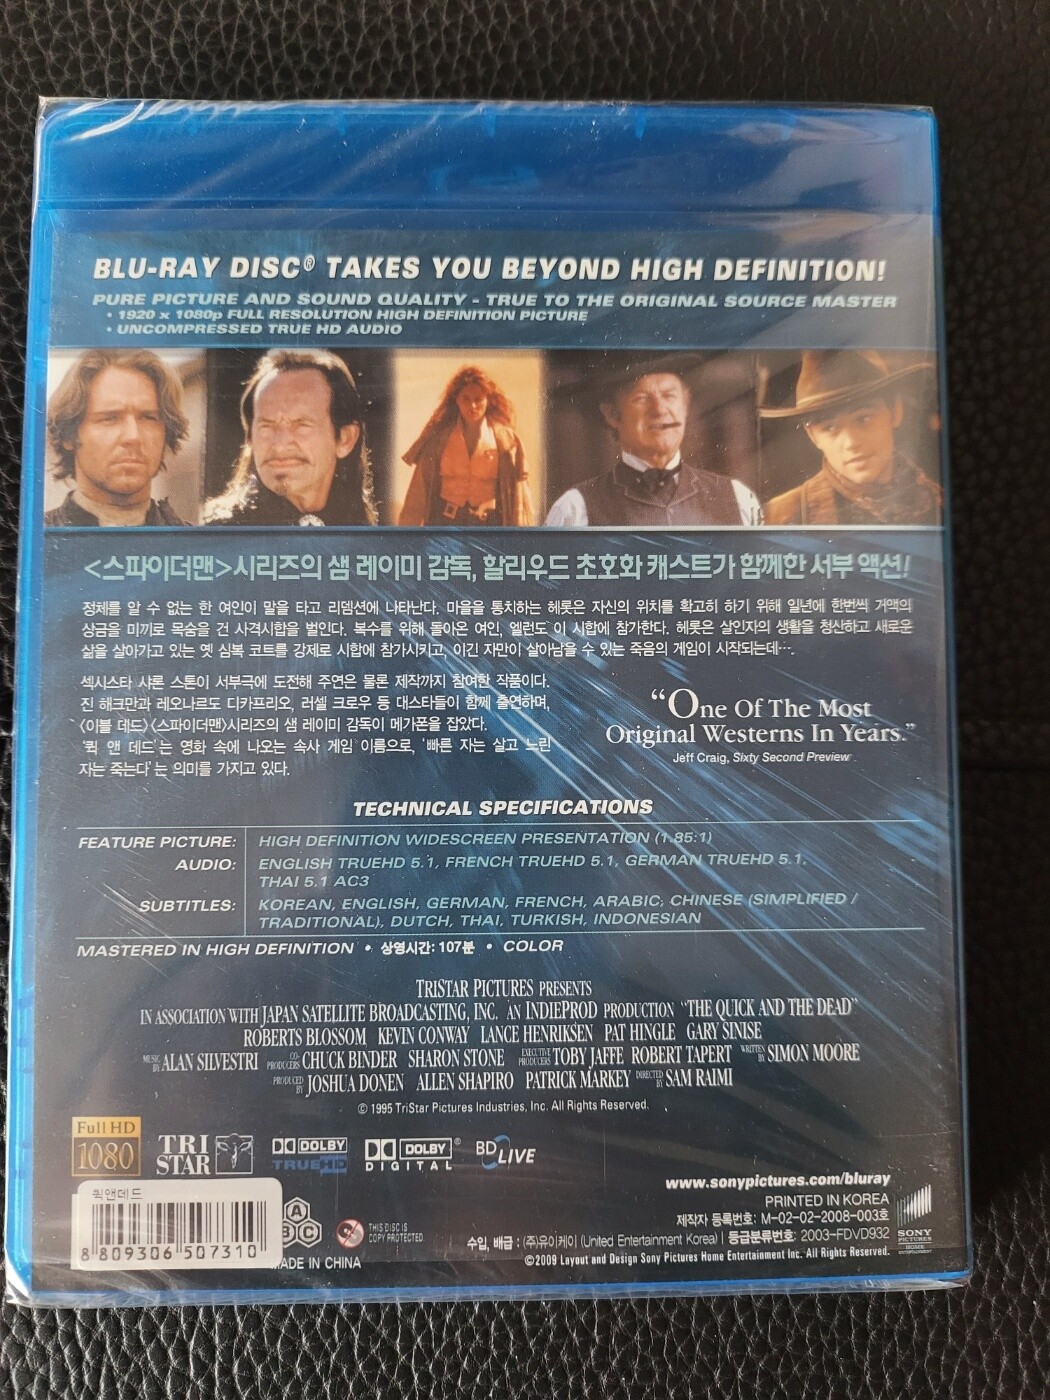 BLU-RAY DISC® TAKES YOU BEYOND HIGH DEFINITION!
PURE PICTURE AND SOUND QUALITY - TRUE TO THE ORIGINAL SOURCE MASTER
• 1920 x 1080p FULL RESOLUTION HIGH DEFINITION PICTURE
• UNCOMPRESSED TRUE HD AUDIO
<스파이더맨>시리즈의 샘 레이미 감독, 할리우드 초호화 캐스트가 함께한 서부 액션!
정체를 알 수 없는 한 여인이 말을 타고 리뎀션에 나타난다. 마을을 통치하는 헤롯은 자신의 위치를 확고히 하기 위해 일년에 한번씩 거액의
상금을 미끼로 목숨을 건 사격시합을 벌인다. 복수를 위해 돌아온 여인, 엘런도 이 시합에 참가한다. 헤롯은 살인자의 생활을 청산하고 새로운
삶을 살아가고 있는 옛 심복 코트를 강제로 시합에 참가시키고, 이긴 자만이 살아남을 수 있는 죽음의 게임이 시작되는데….
섹시스타 샤론 스톤이 서부극에 도전해 주연은 물론 제작까지 참여한 작품이다.
진 해크만과 레오나르도 디카프리오, 러셀 크로우 등 대스타들이 함께 출연하며,
<이블 데드><스파이더맨>시리즈의 샘 레이미 감독이 메가폰을 잡았다.
'퀵 앤 데드'는 영화 속에 나오는 속사 게임 이름으로, '빠른 자는 살고 느린
자는 죽는다'는 의미를 가지고 있다.
“One Of The Most
Original Westerns In Years.”
Jeff Craig, Sixty Second Preview
TECHNICAL SPECIFICATIONS
FEATURE PICTURE: HIGH DEFINITION WIDESCREEN PRESENTATION (1.85:1)
AUDIO: ENGLISH TRUEHD 5.1, FRENCH TRUEHD 5.1, GERMAN TRUEHD 5.1,
THAI 5.1 AC3
SUBTITLES: KOREAN, ENGLISH, GERMAN, FRENCH, ARABIC, CHINESE (SIMPLIFIED /
TRADITIONAL), DUTCH, THAI, TURKISH, INDONESIAN
MASTERED IN HIGH DEFINITION • 상영시간: 107분 • COLOR
TRISTAR PICTURES PRESENTS
IN ASSOCIATION WITH JAPAN SATELLITE BROADCASTING, INC. AN INDIEPROD PRODUCTION "THE QUICK AND THE DEAD"
ROBERTS BLOSSOM KEVIN CONWAY LANCE HENRIKSEN PAT HINGLE GARY SINISE
MUSIC BY ALAN SILVESTRI CO-PRODUCERS CHUCK BINDER SHARON STONE EXECUTIVE PRODUCERS TOBY JAFFE ROBERT TAPERT WRITTEN BY SIMON MOORE
PRODUCED BY JOSHUA DONEN ALLEN SHAPIRO PATRICK MARKEY DIRECTED BY SAM RAIMI
© 1995 TriStar Pictures Industries, Inc. All Rights Reserved.
Full HD
1080
TRI
STAR
DOLBY
TRUEHD
DOLBY®
DIGITAL
BD LIVE
www.sonypictures.com/bluray
PRINTED IN KOREA
제작자 등록번호: M-02-02-2008-003호
수입, 배급 : (주)유이케이 (United Entertainment Korea) | 등급분류번호: 2003-FDVD932
©2009 Layout and Design Sony Pictures Home Entertainment Inc. All Rights Reserved.
SONY
PICTURES
HOME
ENTERTAINMENT
퀵앤데드
8 809306 507310
A
B C
THIS DISC IS
COPY PROTECTED
MADE IN CHINA